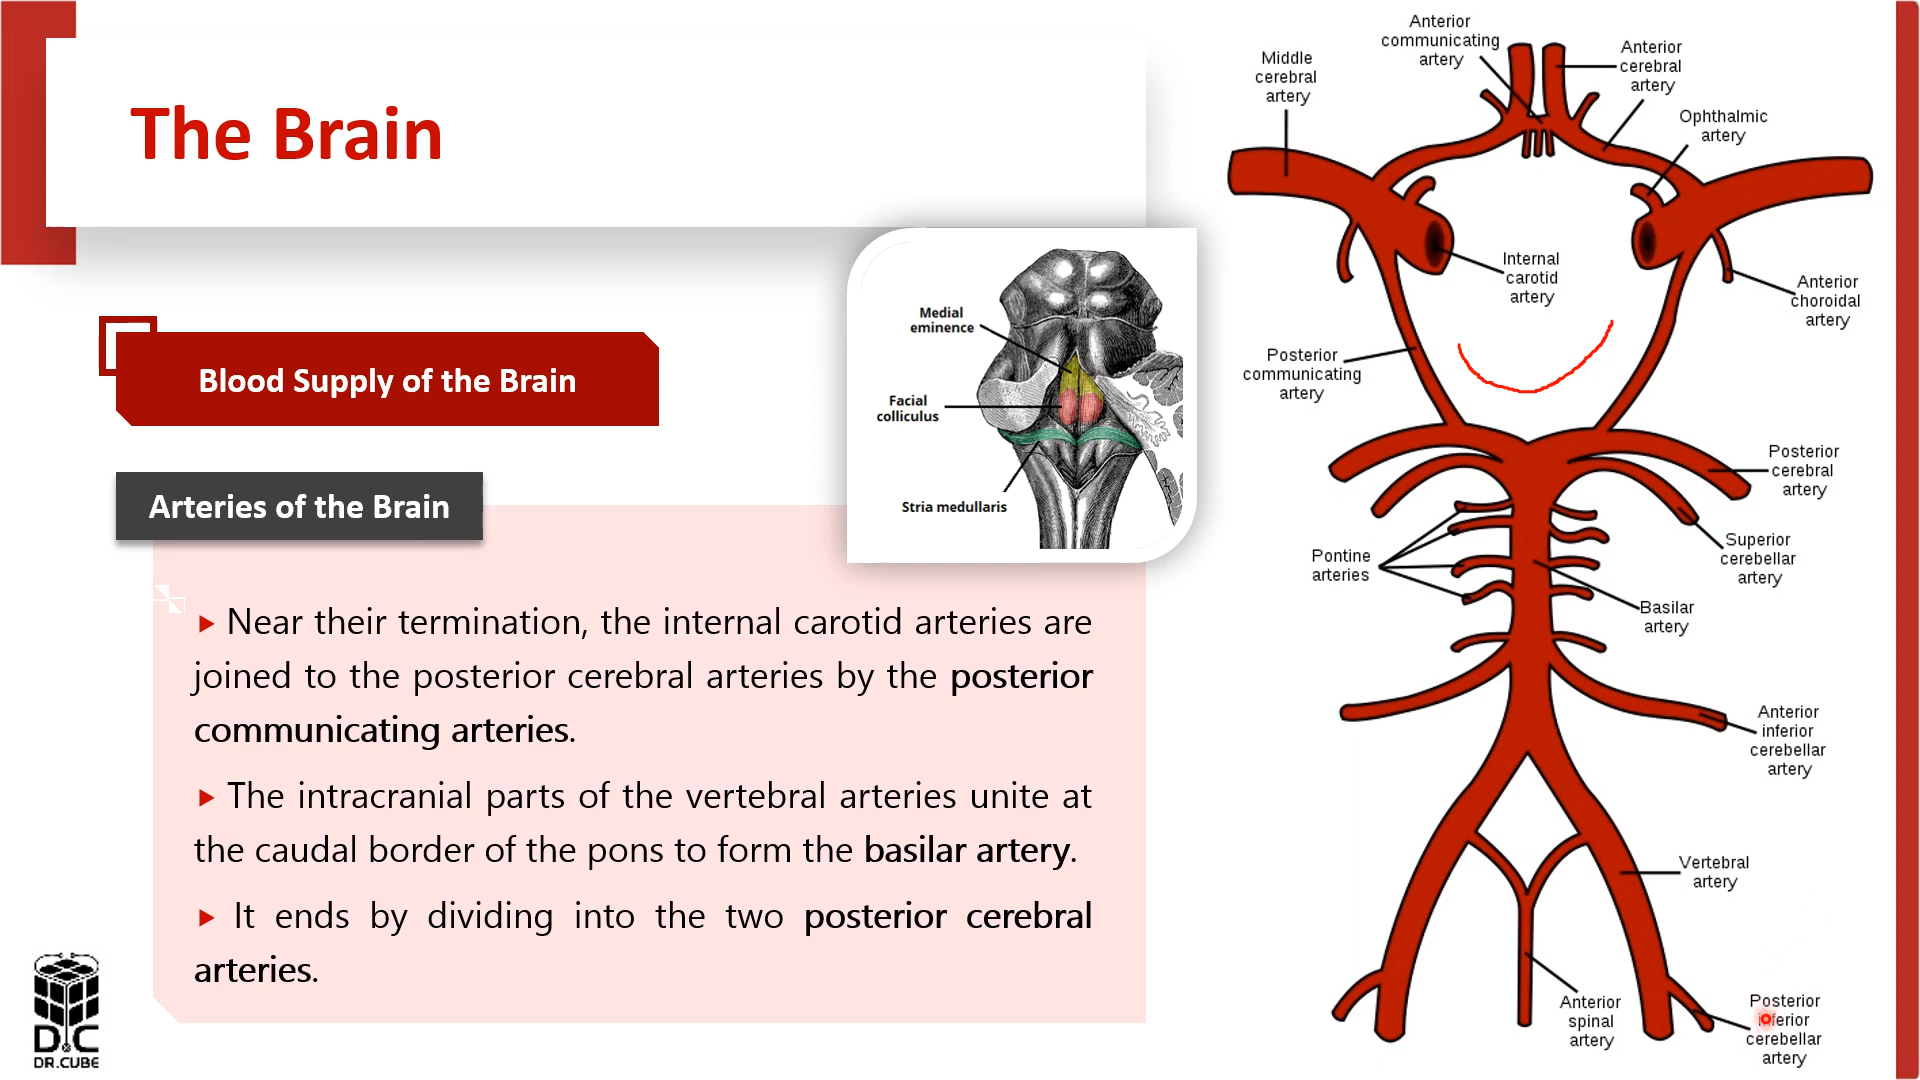 The Brain
Blood Supply of the Brain
Arteries of the Brain
▸ Near their termination, the internal carotid arteries are
joined to the posterior cerebral arteries by the posterior
communicating arteries.
▸ The intracranial parts of the vertebral arteries unite at
the caudal border of the pons to form the basilar artery.
▸ It ends by dividing into the two posterior cerebral
arteries.
Medial
eminence
Facial
colliculus
Stria medullaris
Anterior
communicating
artery
Middle
cerebral
artery
Anterior
cerebral
artery
Ophthalmic
artery
Internal
carotid
artery
Anterior
choroidal
artery
Posterior
communicating
artery
Posterior
cerebral
artery
Superior
cerebellar
artery
Pontine
arteries
Basilar
artery
Anterior
inferior
cerebellar
artery
Vertebral
artery
Anterior
spinal
artery
Posterior
inferior
cerebellar
artery
DC
DR.CUBE